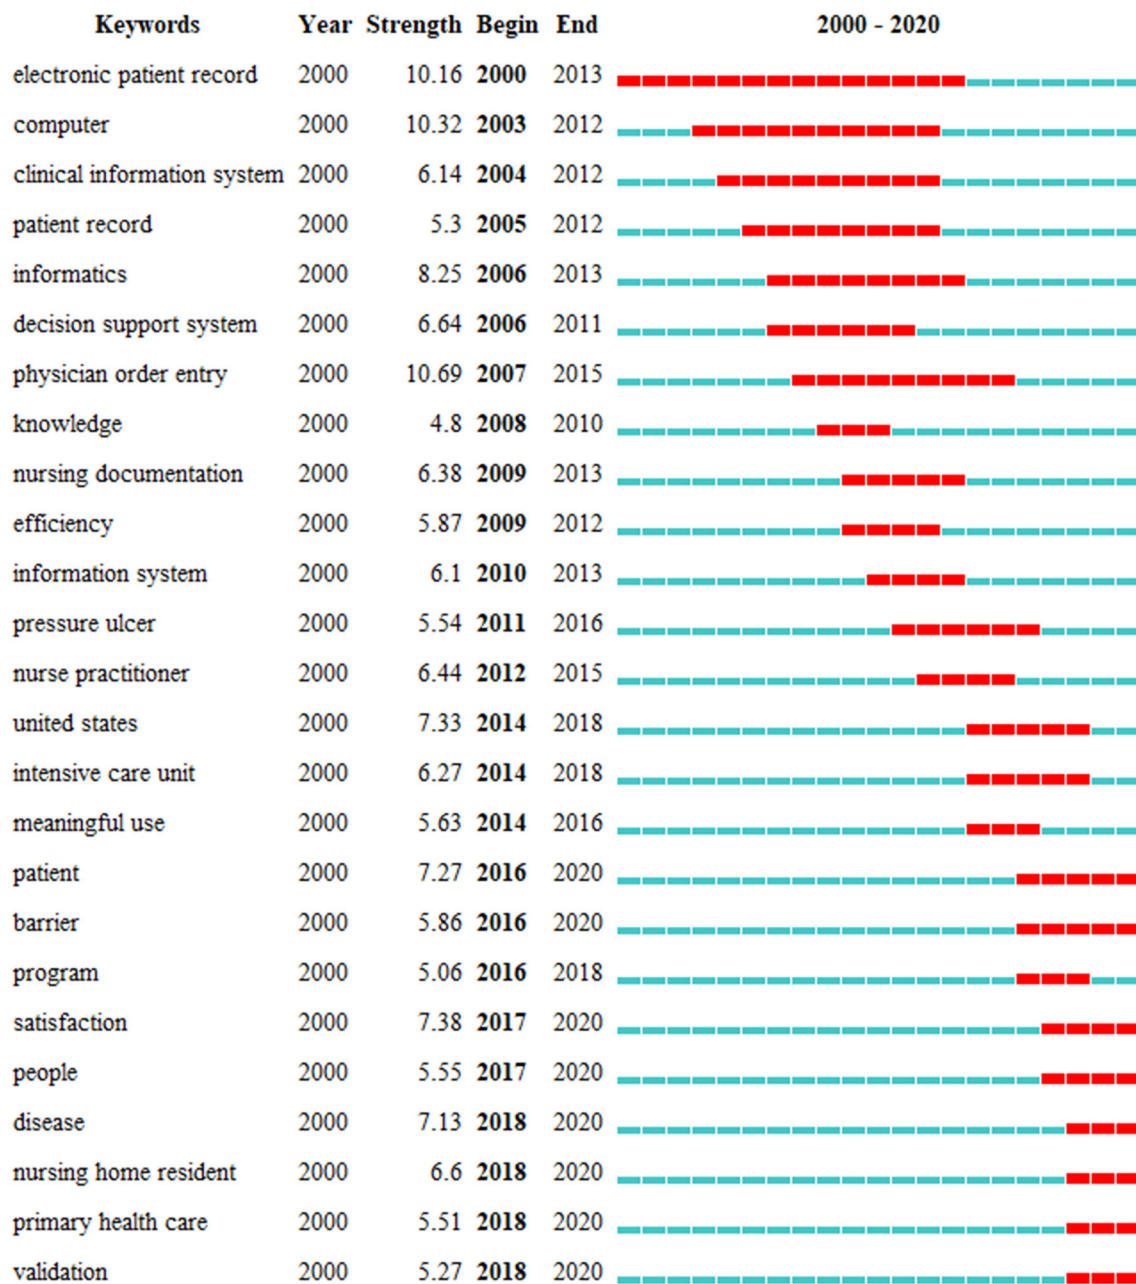 Keywords Year Strength Begin End 2000 - 2020
electronic patient record 2000 10.16 2000 2013
computer 2000 10.32 2003 2012
clinical information system 2000 6.14 2004 2012
patient record 2000 5.3 2005 2012
informatics 2000 8.25 2006 2013
decision support system 2000 6.64 2006 2011
physician order entry 2000 10.69 2007 2015
knowledge 2000 4.8 2008 2010
nursing documentation 2000 6.38 2009 2013
efficiency 2000 5.87 2009 2012
information system 2000 6.1 2010 2013
pressure ulcer 2000 5.54 2011 2016
nurse practitioner 2000 6.44 2012 2015
united states 2000 7.33 2014 2018
intensive care unit 2000 6.27 2014 2018
meaningful use 2000 5.63 2014 2016
patient 2000 7.27 2016 2020
barrier 2000 5.86 2016 2020
program 2000 5.06 2016 2018
satisfaction 2000 7.38 2017 2020
people 2000 5.55 2017 2020
disease 2000 7.13 2018 2020
nursing home resident 2000 6.6 2018 2020
primary health care 2000 5.51 2018 2020
validation 2000 5.27 2018 2020